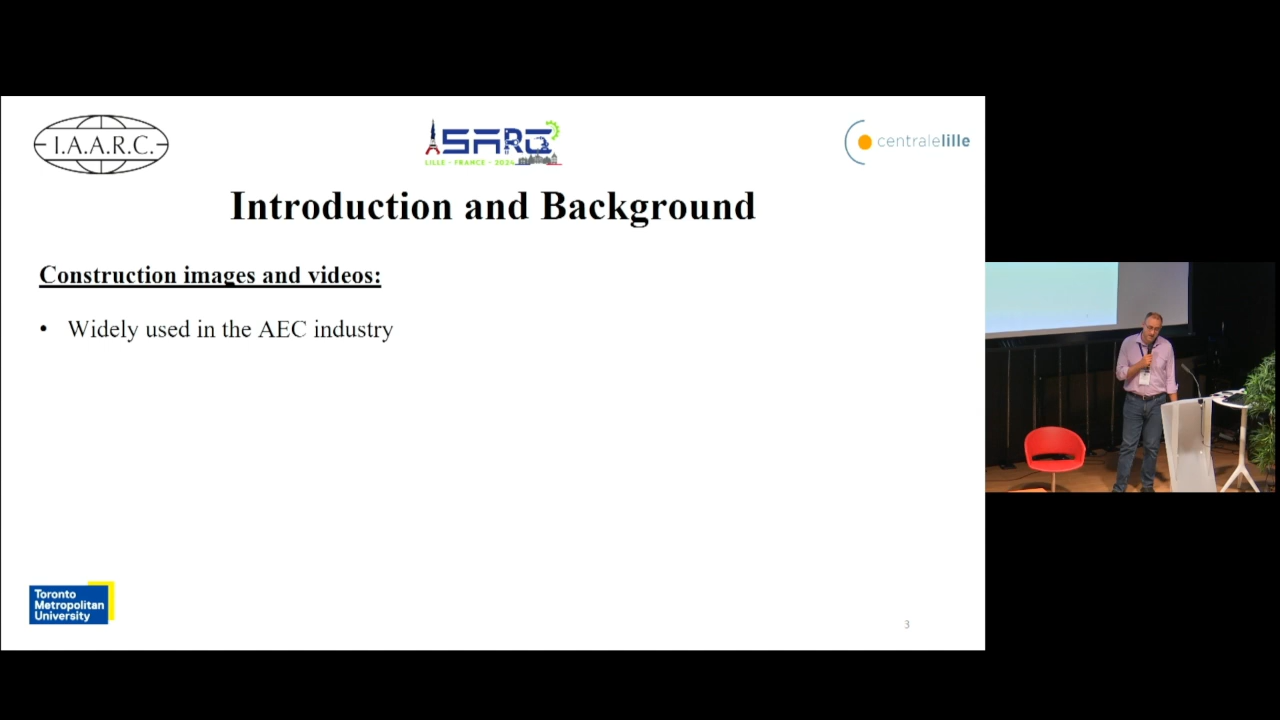 I.A.A.R.C.
ISARC
LILLE - FRANCE - 2024
centralelille
Introduction and Background
Construction images and videos:
• Widely used in the AEC industry
Toronto
Metropolitan
University
3